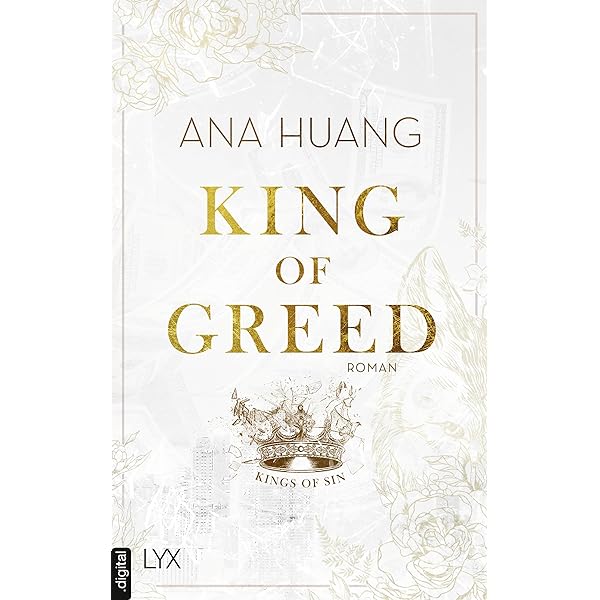 ANA HUANG
KING
OF
GREED
ROMAN
KINGS OF SIN
.digital
LYX